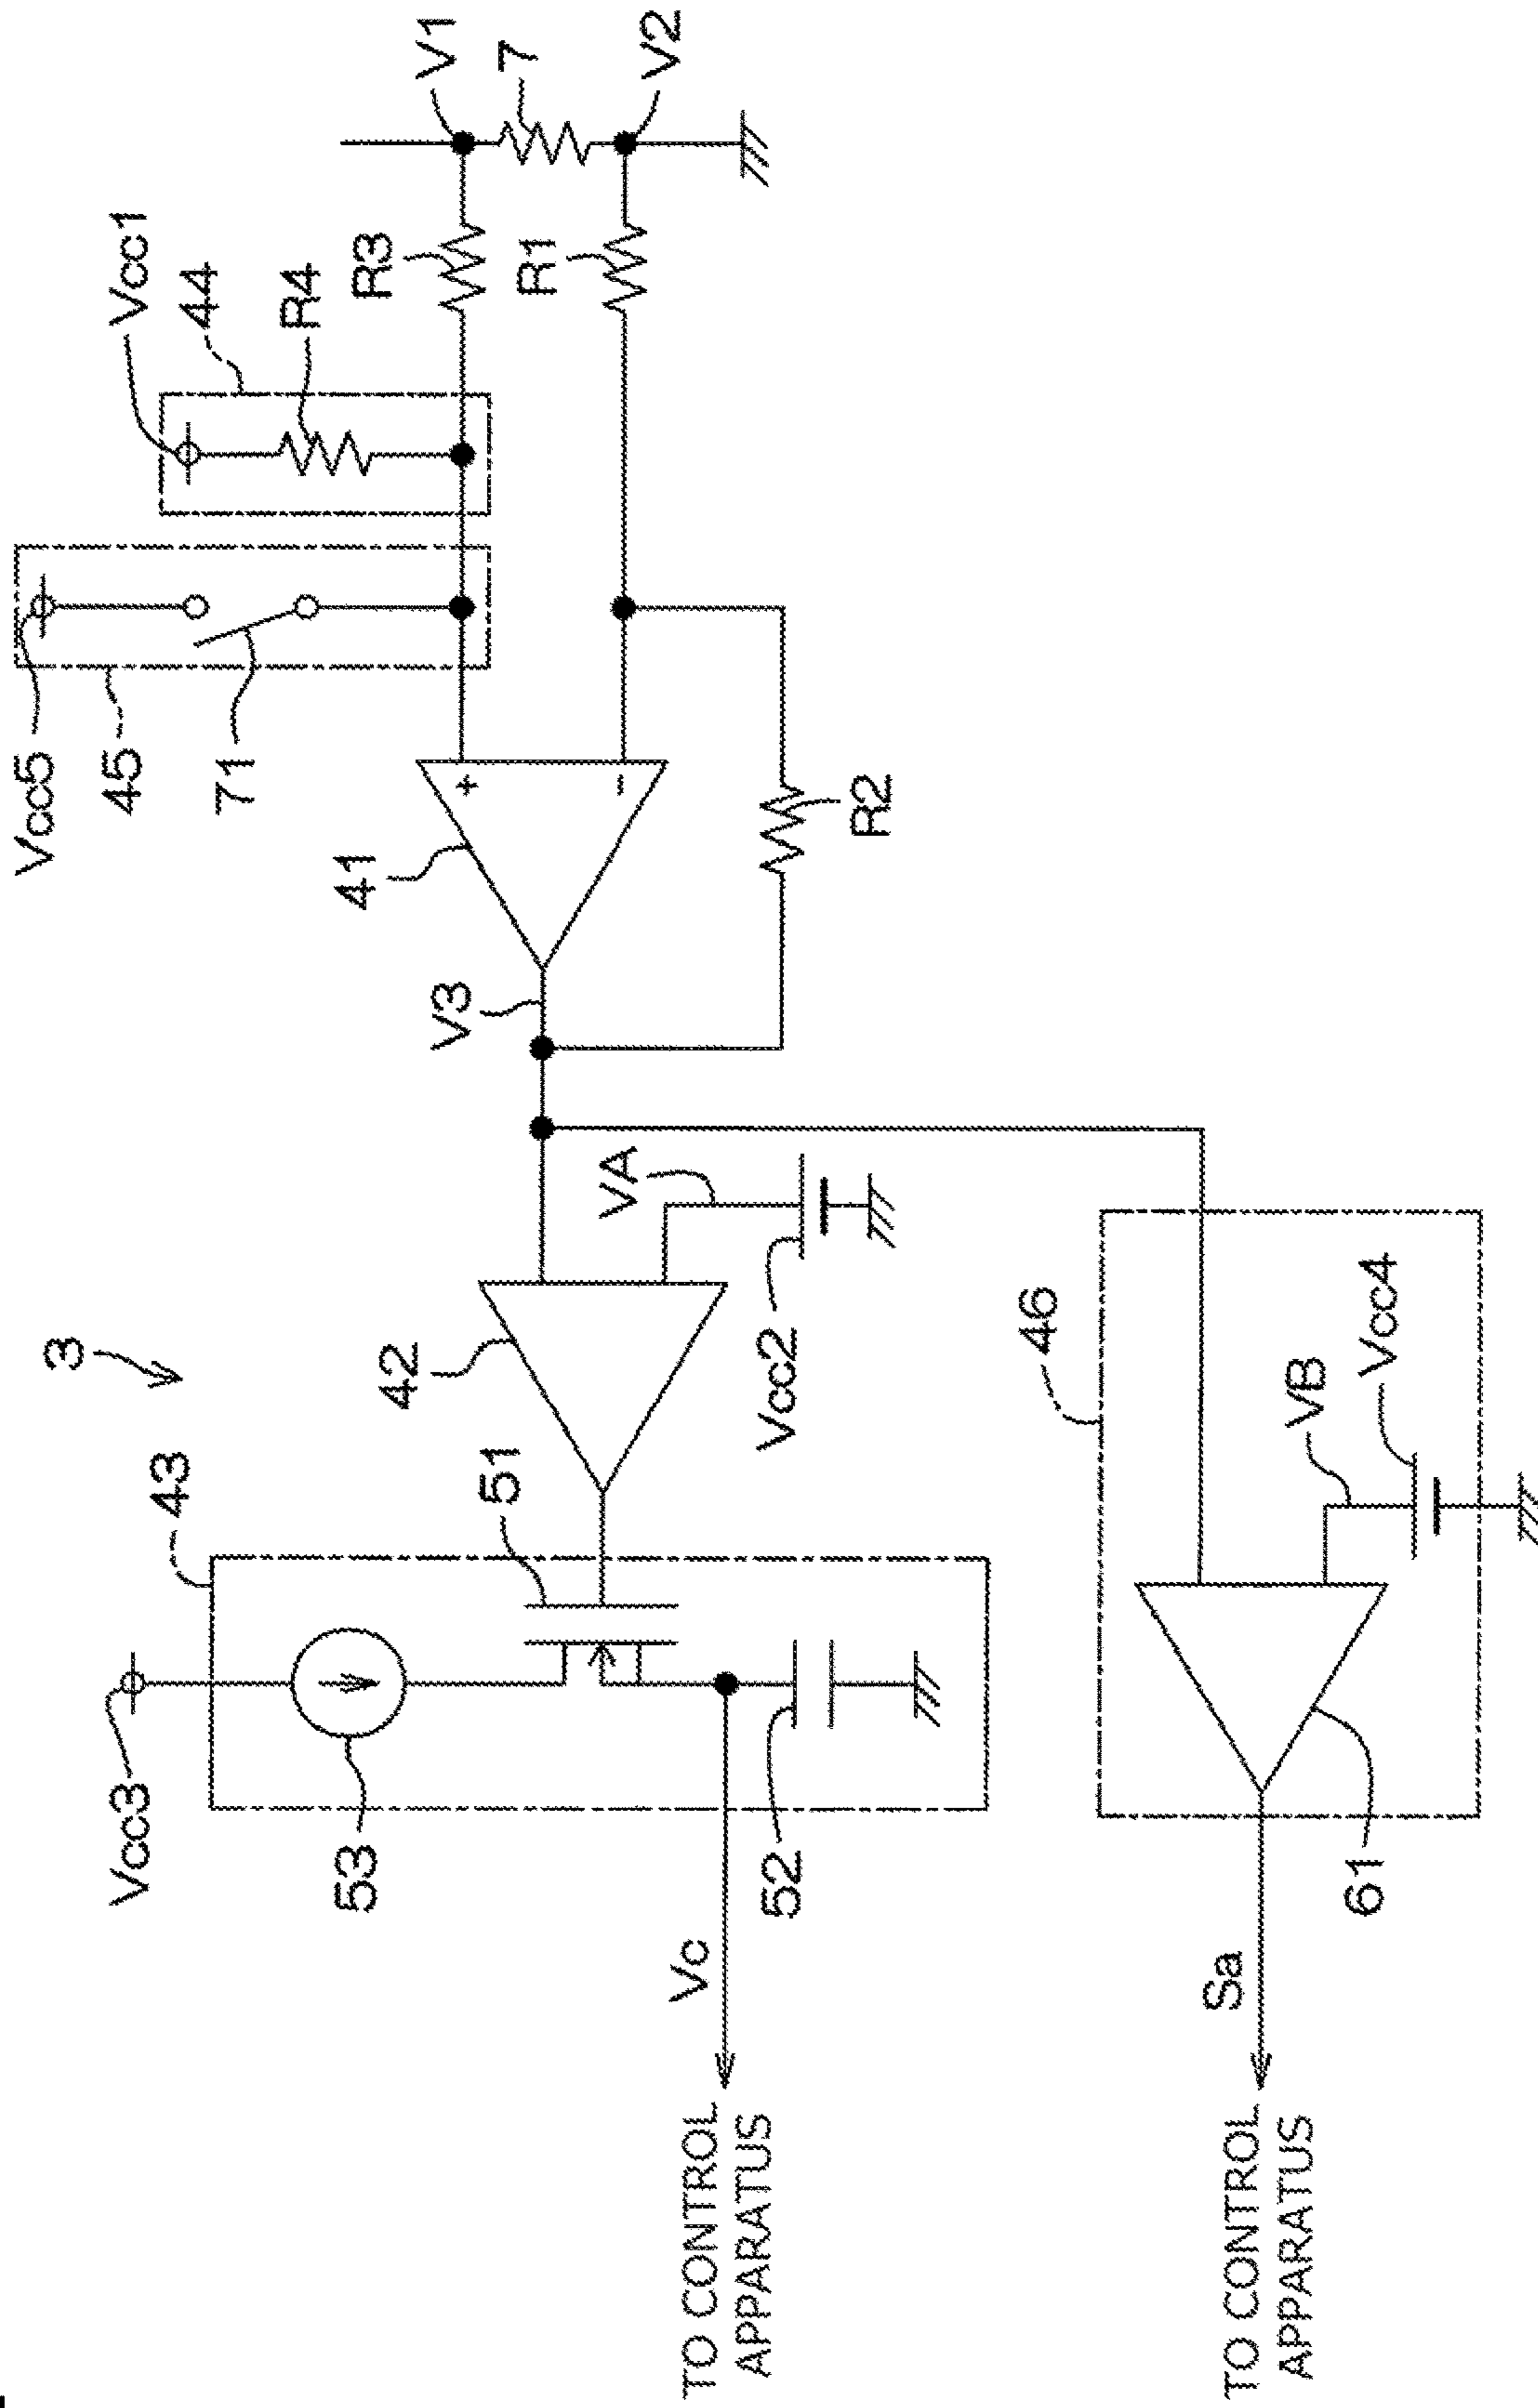 3
Vcc3
43
53
51
42
Vcc2
VA
52
Vc
TO CONTROL
APPARATUS
V3
41
Vcc5
45
71
Vcc1
44
R4
R3
R1
R2
V1
7
V2
46
VB
Vcc4
61
Sa
TO CONTROL
APPARATUS
+
-